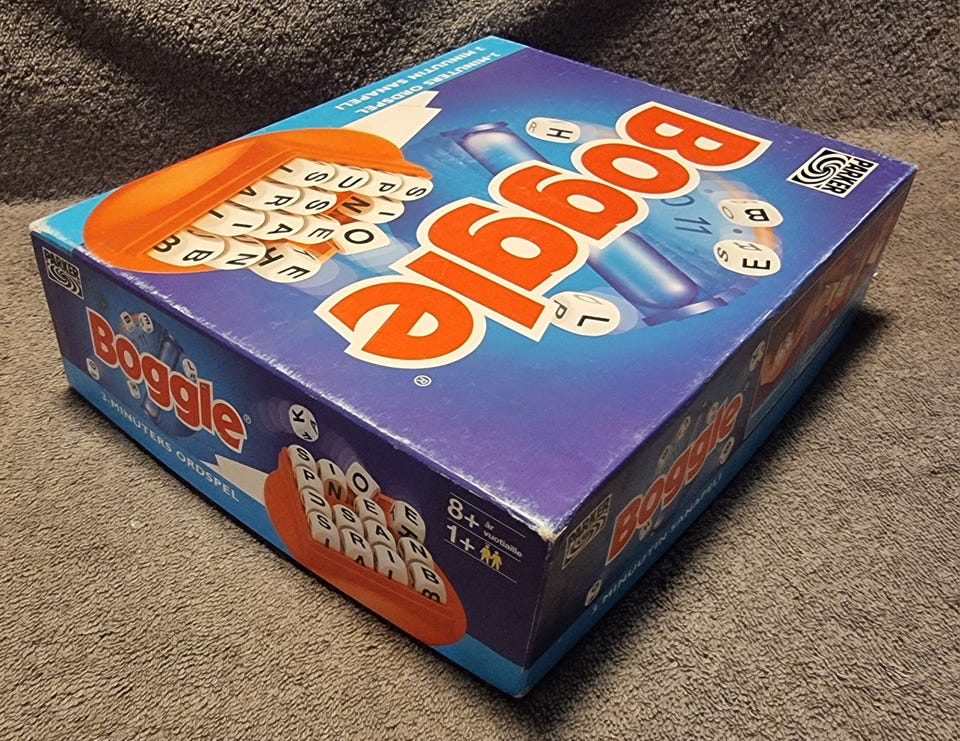 PARKER
Boggle®
3-MINUTERS ORDSPEL
3 MINUUTIN SANAPELI
H
B
E
L
S I O
P N E
PARKER
Boggle®
3-MINUTERS ORDSPEL
K
S I O
P N E E
U S A N
S R I B
8+ år
vuotiaille
1+
PARKER
Boggle
3 MINUUTIN SANAPELI